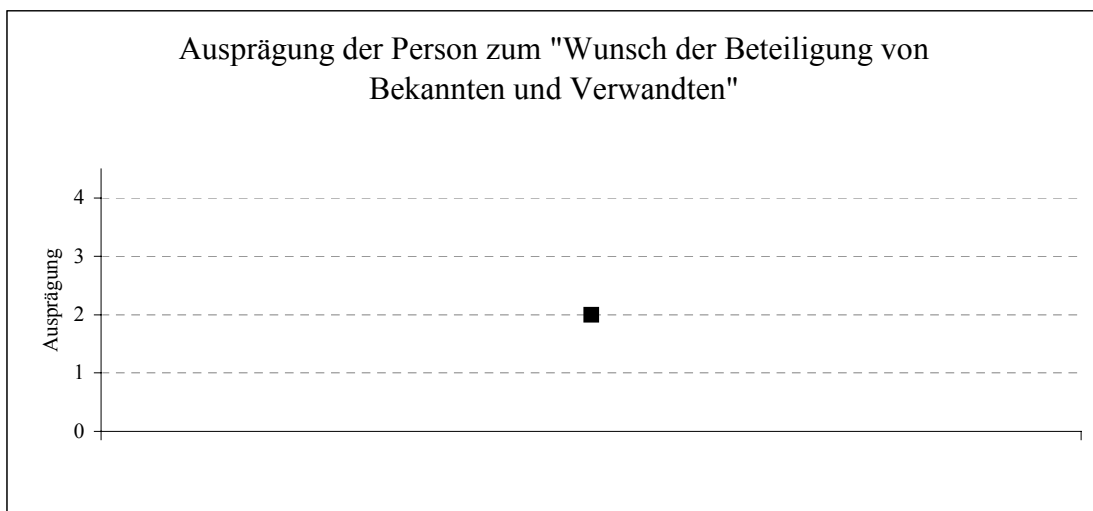 Ausprägung der Person zum "Wunsch der Beteiligung von
Bekannten und Verwandten"
Ausprägung
4
3
2
1
0